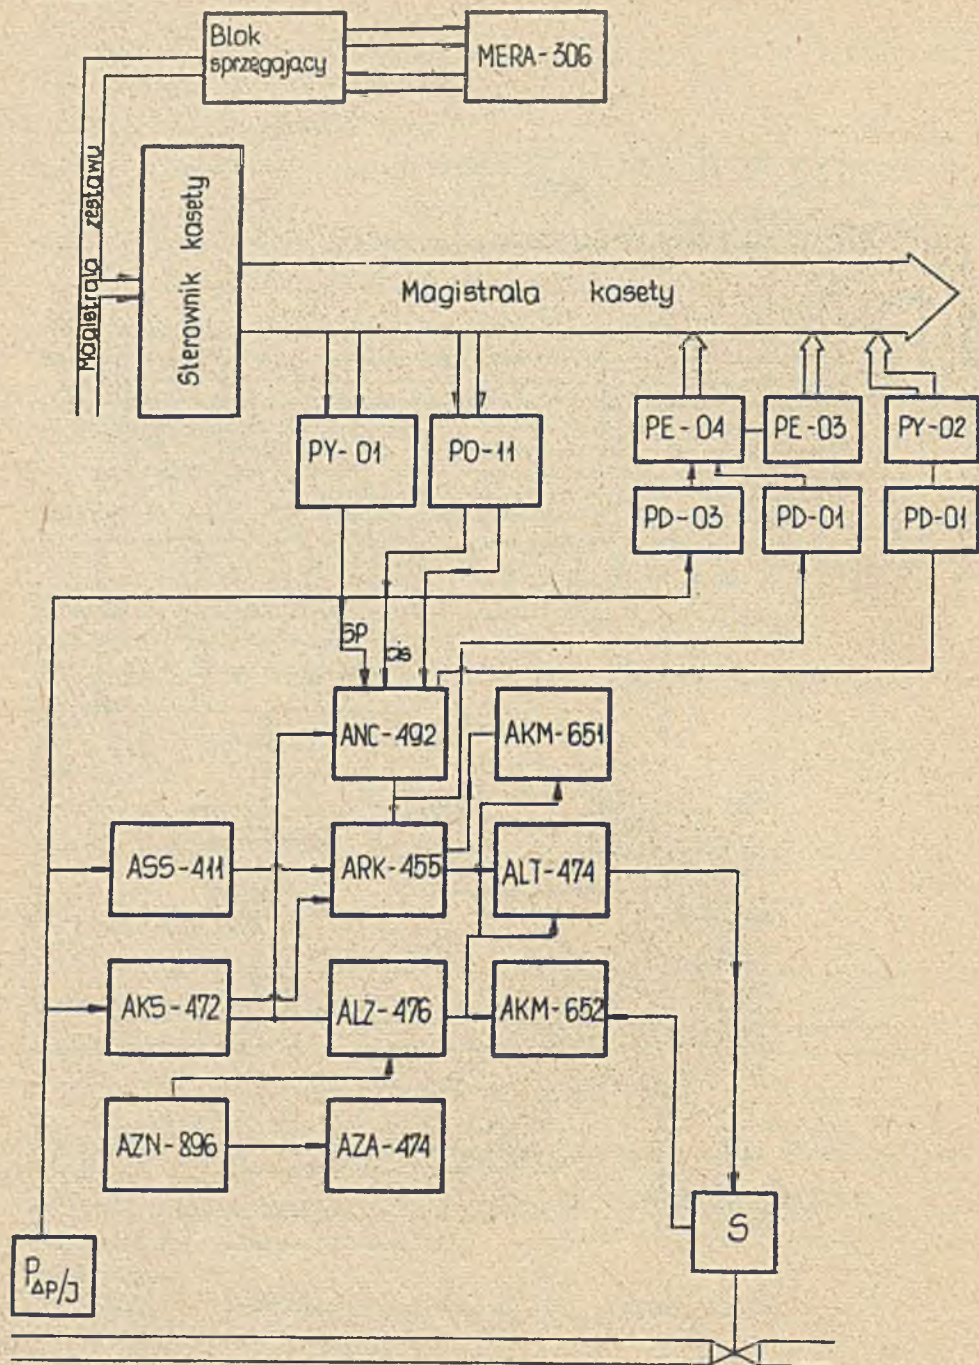 Blok
sprzęgający
MERA-306
Magistrala zestawu
Sterownik kasety
Magistrala kasety
PY-01
PO-11
PE-04
PE-03
PY-02
PD-03
PD-01
PD-01
SP
ANC-492
AKM-651
ASS-411
ARK-455
ALT-474
AKS-472
ALZ-476
AKM-652
AZN-896
AZA-474
S
P Δp/J